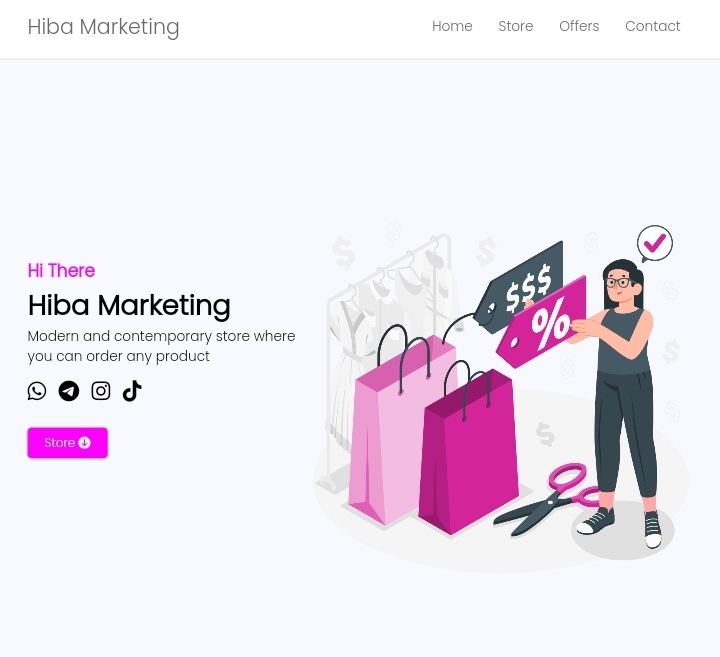 Hiba Marketing
Home Store Offers Contact
Hi There
Hiba Marketing
Modern and contemporary store where
you can order any product
Store
$$$
%